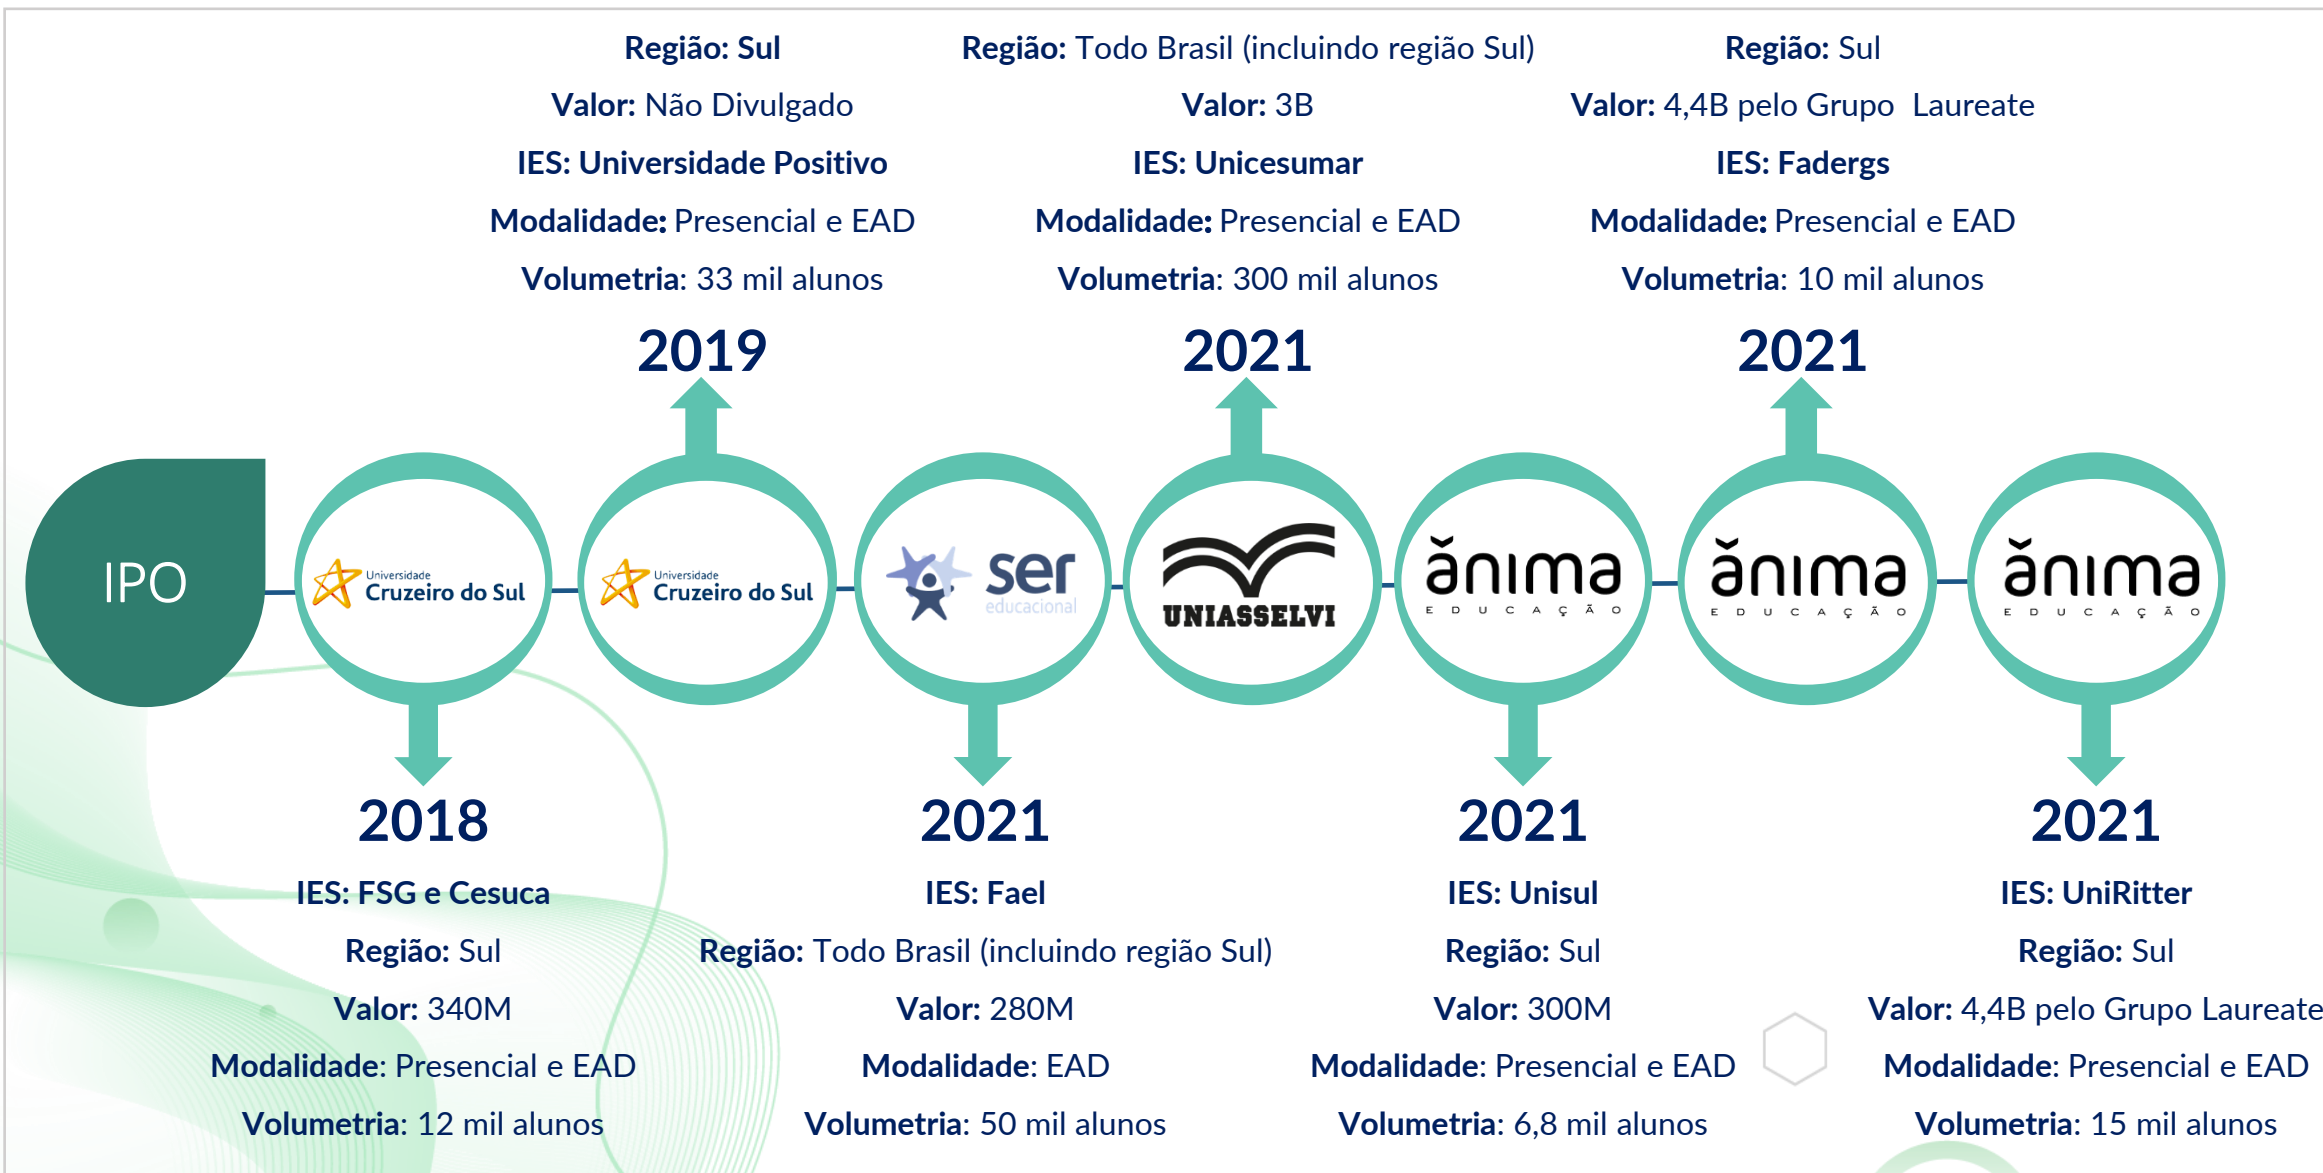 Região: Sul
Valor: Não Divulgado
IES: Universidade Positivo
Modalidade: Presencial e EAD
Volumetria: 33 mil alunos
2019
Região: Todo Brasil (incluindo região Sul)
Valor: 3B
IES: Unicesumar
Modalidade: Presencial e EAD
Volumetria: 300 mil alunos
2021
Região: Sul
Valor: 4,4B pelo Grupo Laureate
IES: Fadergs
Modalidade: Presencial e EAD
Volumetria: 10 mil alunos
2021
IPO
Universidade
Cruzeiro do Sul
Universidade
Cruzeiro do Sul
ser
educacional
UNIASSELVI
ănıma
EDUCAÇÃO
ănıma
EDUCAÇÃO
ănıma
EDUCAÇÃO
2018
IES: FSG e Cesuca
Região: Sul
Valor: 340M
Modalidade: Presencial e EAD
Volumetria: 12 mil alunos
2021
IES: Fael
Região: Todo Brasil (incluindo região Sul)
Valor: 280M
Modalidade: EAD
Volumetria: 50 mil alunos
2021
IES: Unisul
Região: Sul
Valor: 300M
Modalidade: Presencial e EAD
Volumetria: 6,8 mil alunos
2021
IES: UniRitter
Região: Sul
Valor: 4,4B pelo Grupo Laureate
Modalidade: Presencial e EAD
Volumetria: 15 mil alunos